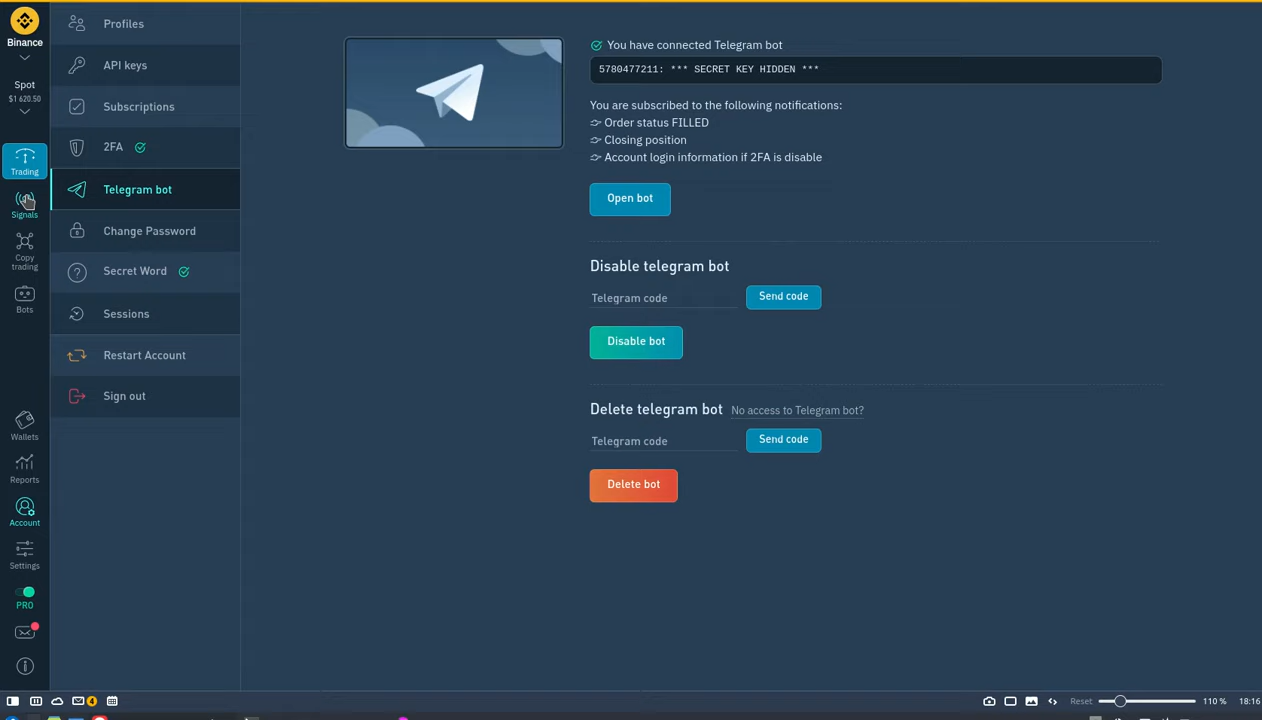 Binance
Spot
$1 620.50
Trading
Signals
Copy
trading
Bots
Wallets
Reports
Account
Settings
PRO
Profiles
API keys
Subscriptions
2FA
Telegram bot
Change Password
Secret Word
Sessions
Restart Account
Sign out
You have connected Telegram bot
5780477211: *** SECRET KEY HIDDEN ***
You are subscribed to the following notifications:
Order status FILLED
Closing position
Account login information if 2FA is disable
Open bot
Disable telegram bot
Telegram code
Send code
Disable bot
Delete telegram bot No access to Telegram bot?
Telegram code
Send code
Delete bot
4
Reset
110 %
18:16